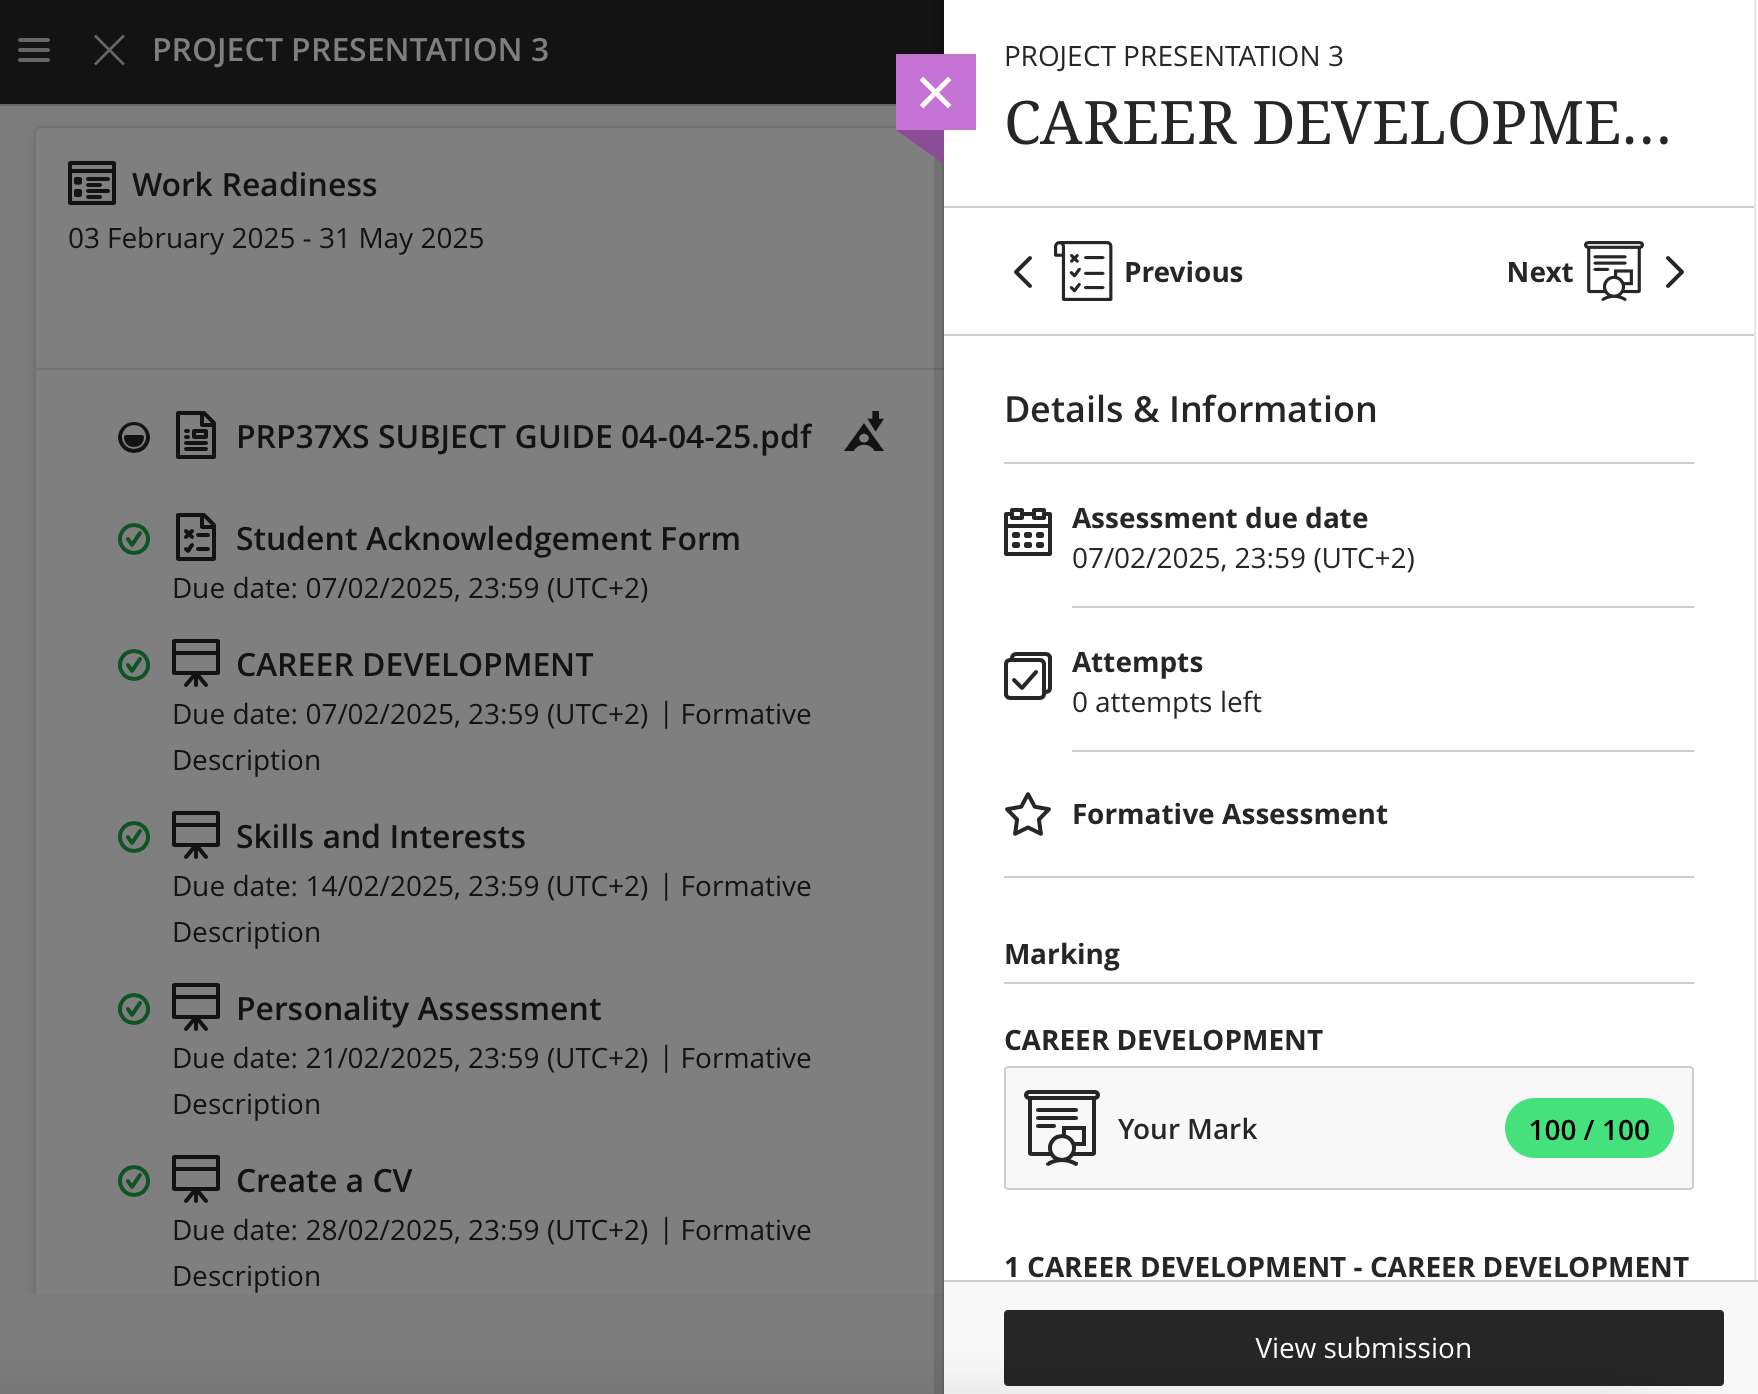 PROJECT PRESENTATION 3
Work Readiness
03 February 2025 - 31 May 2025
PRP37XS SUBJECT GUIDE 04-04-25.pdf
Student Acknowledgement Form
Due date: 07/02/2025, 23:59 (UTC+2)
CAREER DEVELOPMENT
Due date: 07/02/2025, 23:59 (UTC+2) | Formative
Description
Skills and Interests
Due date: 14/02/2025, 23:59 (UTC+2) | Formative
Description
Personality Assessment
Due date: 21/02/2025, 23:59 (UTC+2) | Formative
Description
Create a CV
Due date: 28/02/2025, 23:59 (UTC+2) | Formative
Description
PROJECT PRESENTATION 3
CAREER DEVELOPME...
Previous
Next
Details & Information
Assessment due date
07/02/2025, 23:59 (UTC+2)
Attempts
0 attempts left
Formative Assessment
Marking
CAREER DEVELOPMENT
Your Mark
100 / 100
1 CAREER DEVELOPMENT - CAREER DEVELOPMENT
View submission